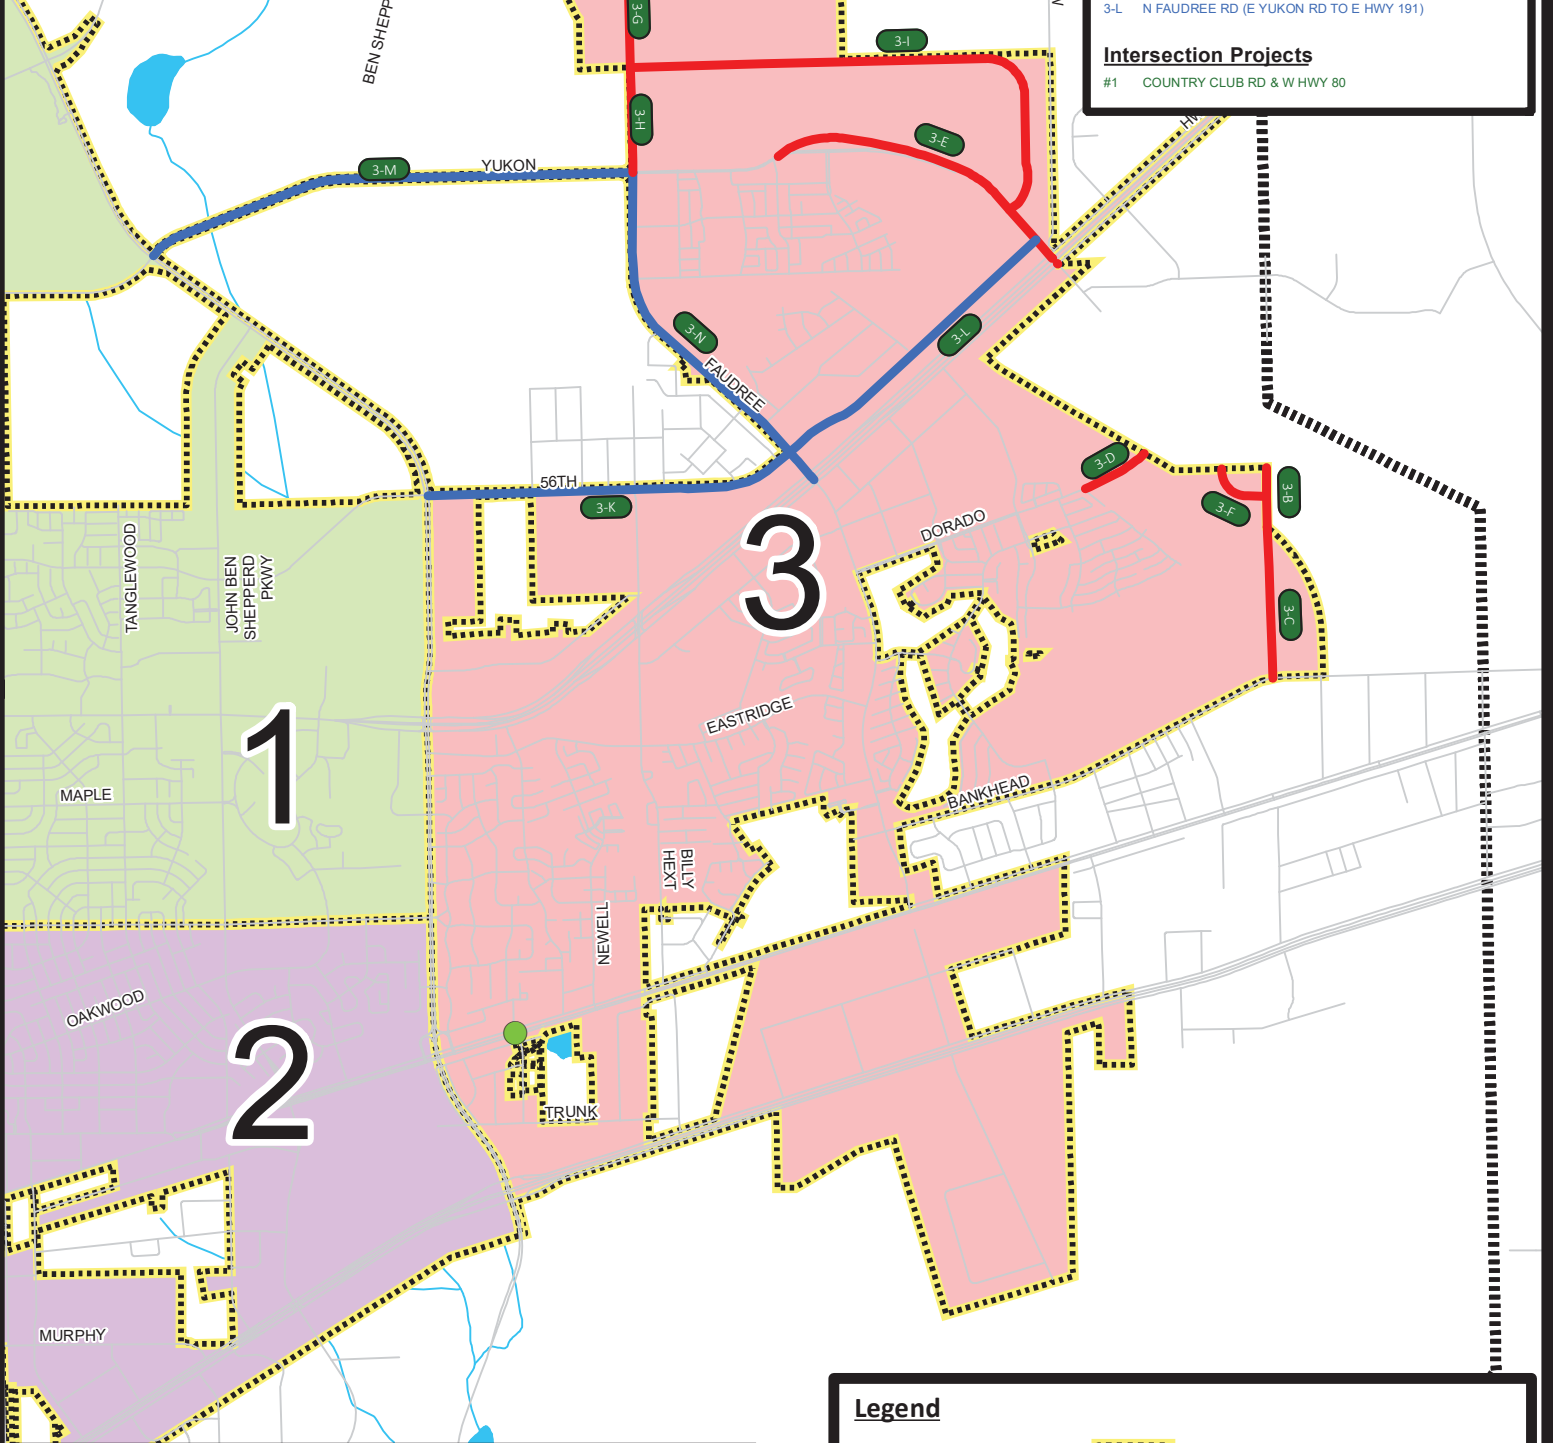 3-L N FAUDREE RD (E YUKON RD TO E HWY 191)
Intersection Projects
#1 COUNTRY CLUB RD & W HWY 80
3-G
3-I
BEN SHEPP
3-H
3-E
3-M
YUKON
3-N
3-L
FAUDREE
3-D
56TH
3-K
3-B
3-F
DORADO
3
TANGLEWOOD
JOHN BEN
SHEPPERD
PKWY
3-C
EASTRIDGE
1
MAPLE
BANKHEAD
BILLY
HEXT
NEWELL
OAKWOOD
2
TRUNK
MURPHY
Legend